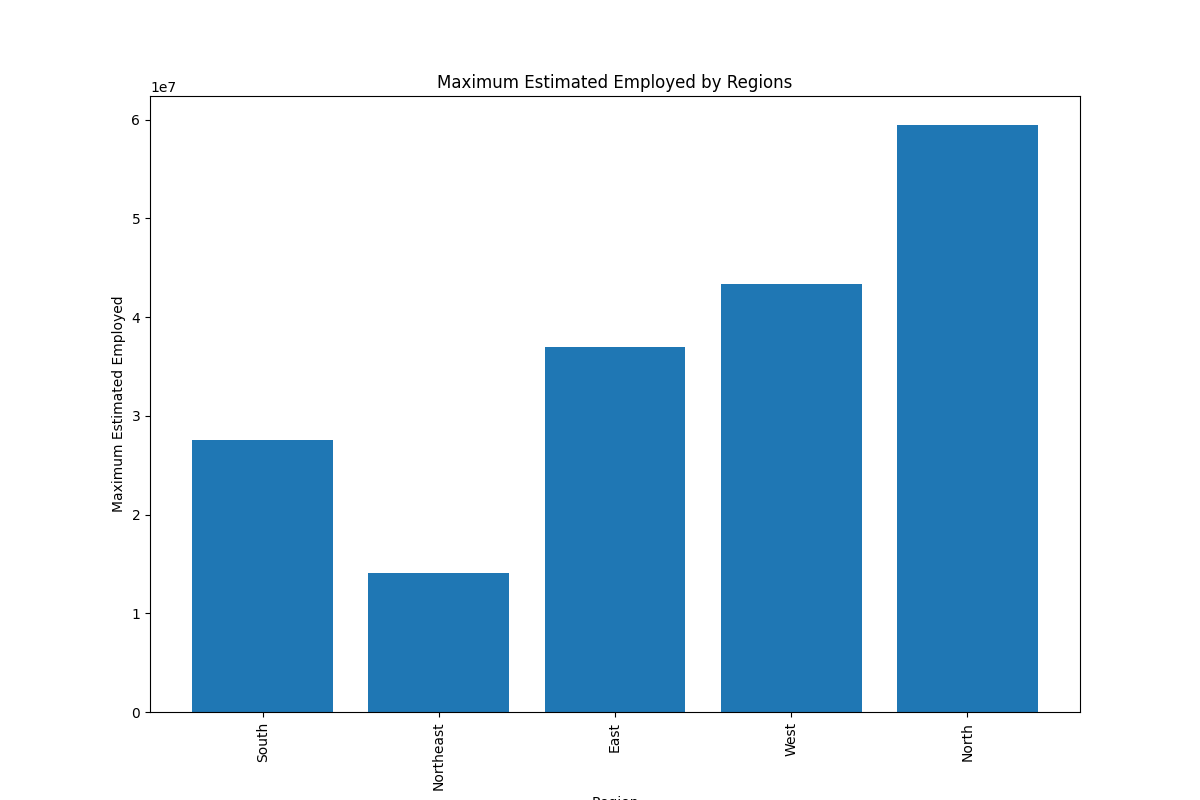 Maximum Estimated Employed by Regions
1e7
6
5
4
3
2
1
0
Maximum Estimated Employed
South
Northeast
East
West
North
Region